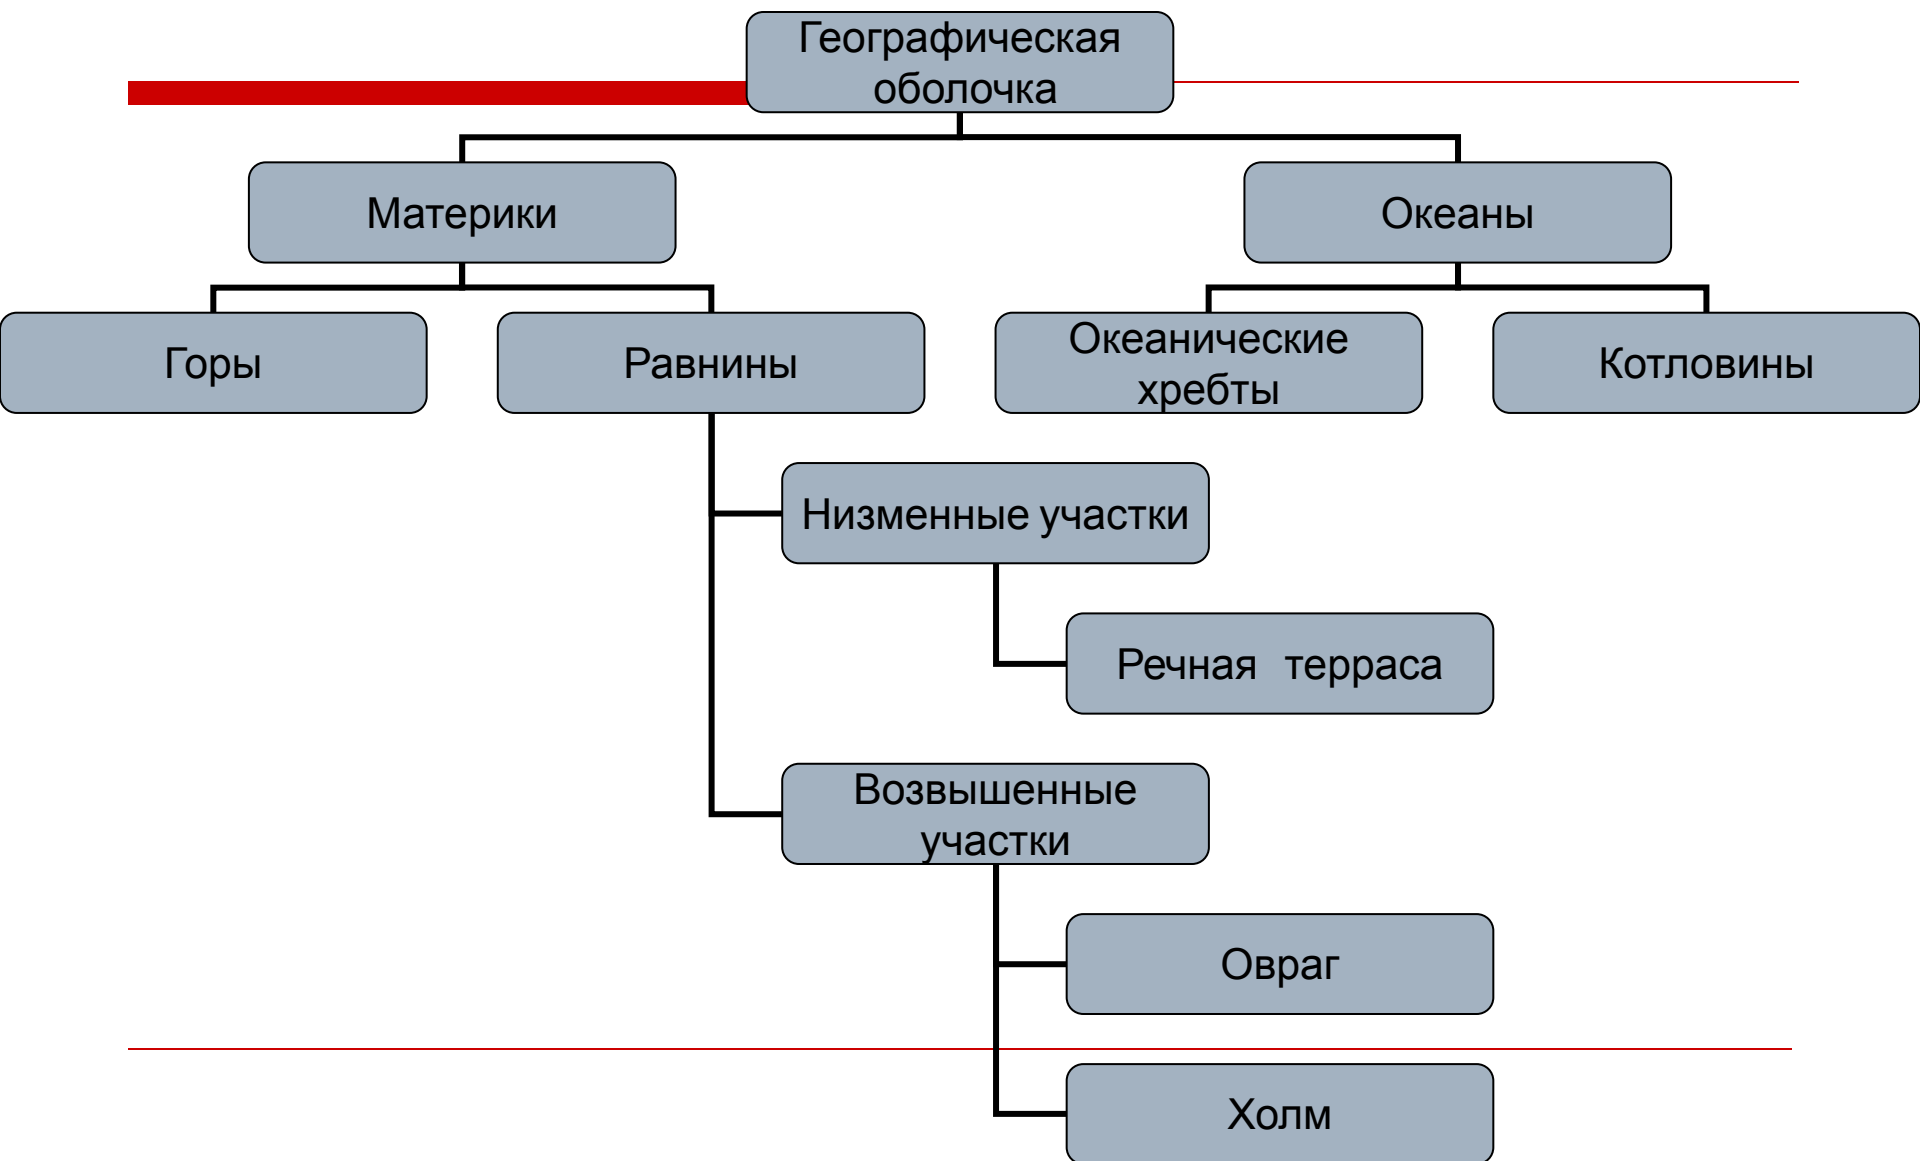 Географическая
оболочка
Материки
Океаны
Горы
Равнины
Океанические
хребты
Котловины
Низменные участки
Речная терраса
Возвышенные
участки
Овраг
Холм